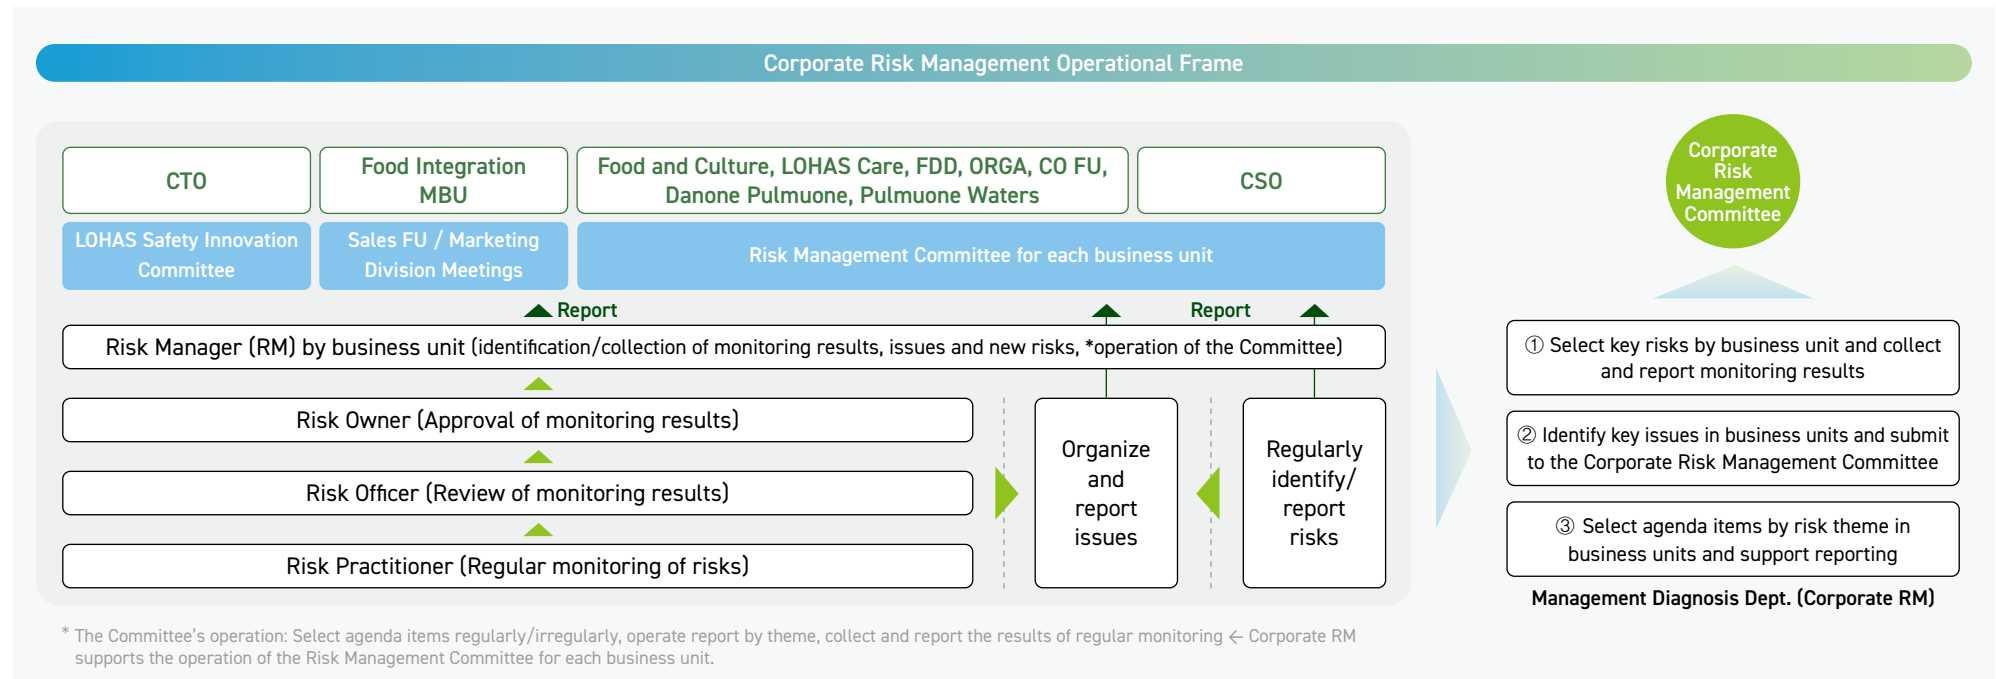 Corporate Risk Management Operational Frame
CTO
Food Integration
MBU
Food and Culture, LOHAS Care, FDD, ORGA, CO FU,
Danone Pulmuone, Pulmuone Waters
CSO
LOHAS Safety Innovation
Committee
Sales FU / Marketing
Division Meetings
Risk Management Committee for each business unit
Report
Report
Risk Manager (RM) by business unit (identification/collection of monitoring results, issues and new risks, *operation of the Committee)
Risk Owner (Approval of monitoring results)
Risk Officer (Review of monitoring results)
Risk Practitioner (Regular monitoring of risks)
Organize
and
report
issues
Regularly
identify/
report
risks
* The Committee's operation: Select agenda items regularly/irregularly, operate report by theme, collect and report the results of regular monitoring ← Corporate RM
supports the operation of the Risk Management Committee for each business unit.
Corporate
Risk
Management
Committee
① Select key risks by business unit and collect
and report monitoring results
② Identify key issues in business units and submit
to the Corporate Risk Management Committee
③ Select agenda items by risk theme in
business units and support reporting
Management Diagnosis Dept. (Corporate RM)